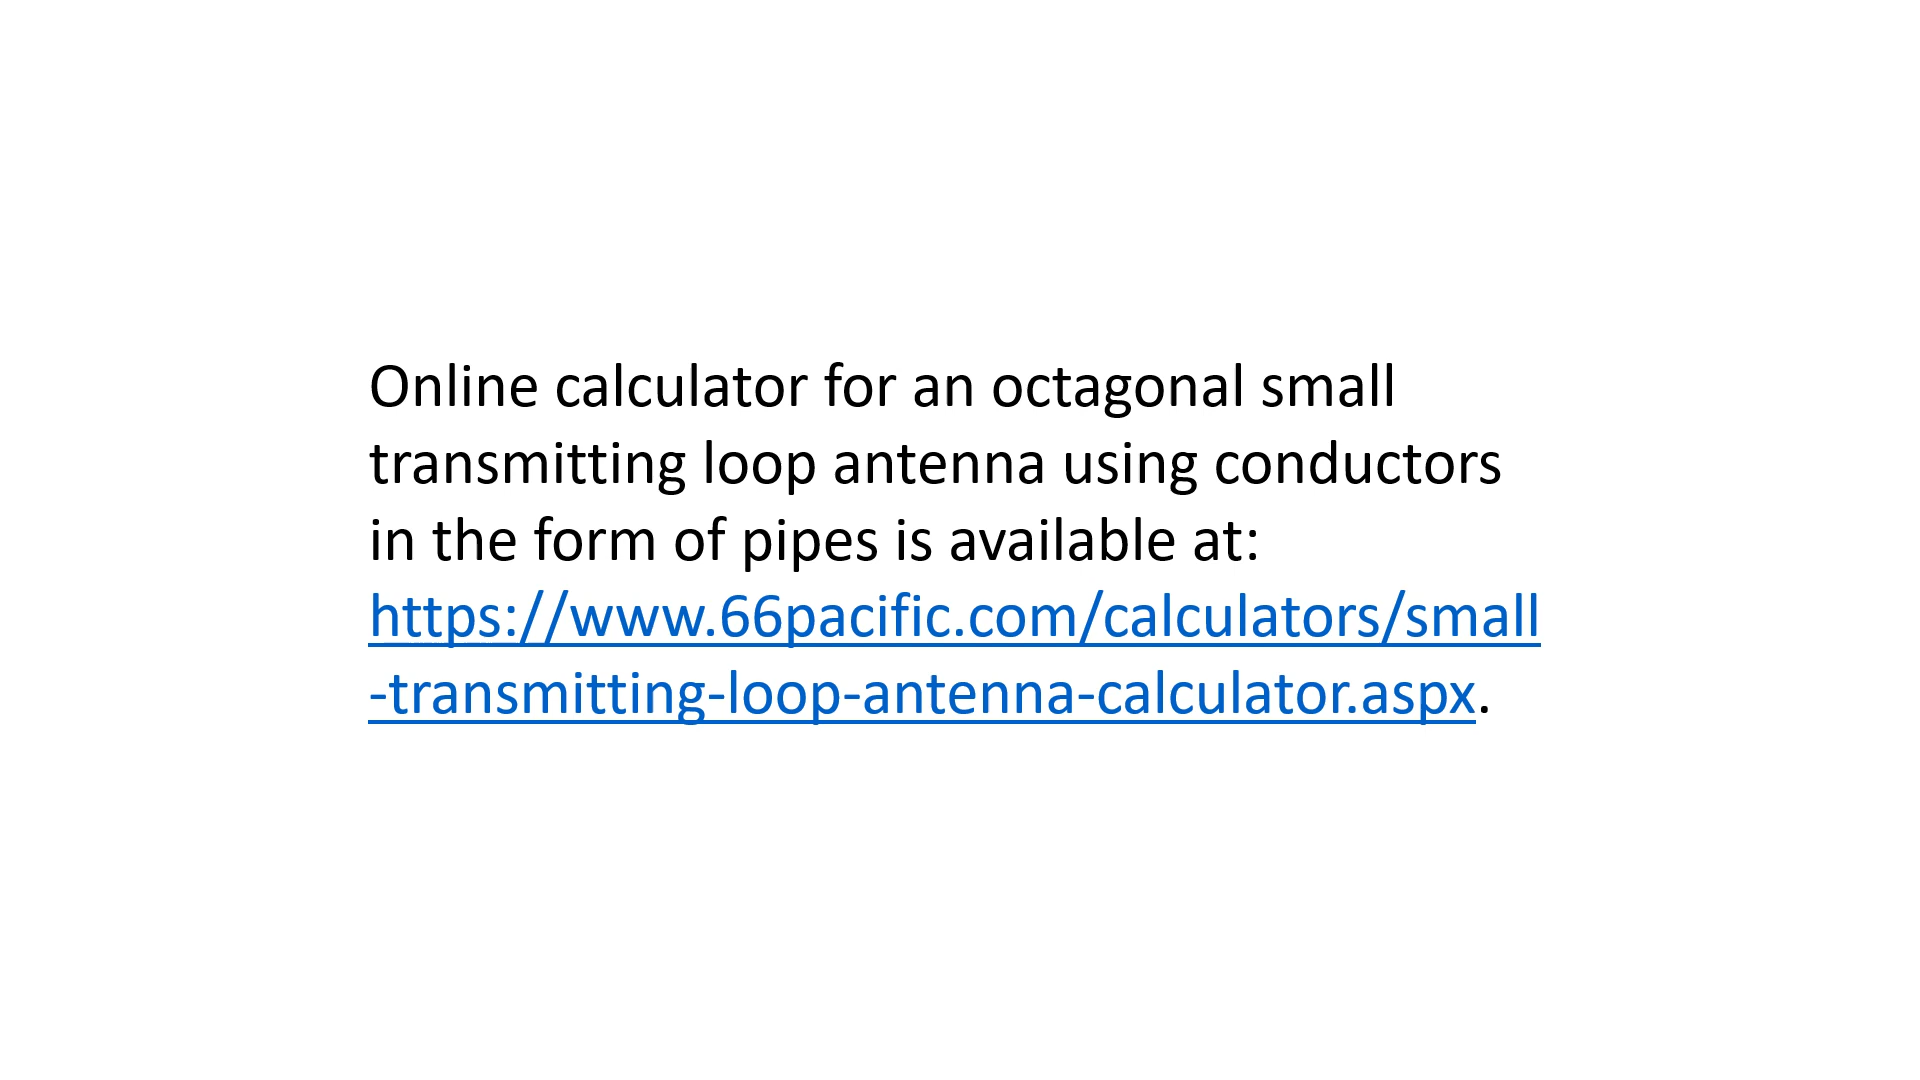 Online calculator for an octagonal small
transmitting loop antenna using conductors
in the form of pipes is available at:
https://www.66pacific.com/calculators/small
-transmitting-loop-antenna-calculator.aspx.